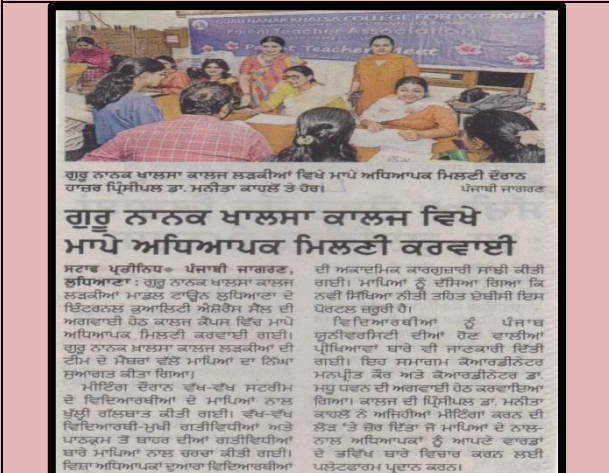 GURU NANAK KHALSA COLLEGE FOR WOMEN
Parent Teacher Association
Parent Teacher Meet
ਗੁਰੂ ਨਾਨਕ ਖਾਲਸਾ ਕਾਲਜ ਲੜਕੀਆਂ ਵਿਖੇ ਮਾਪੇ ਅਧਿਆਪਕ ਮਿਲਣੀ ਦੌਰਾਨ
ਹਾਜ਼ਰ ਪ੍ਰਿੰਸੀਪਲ ਡਾ. ਮਨੀਤਾ ਕਾਹਲੋਂ ਤੇ ਹੋਰ। ਪੰਜਾਬੀ ਜਾਗਰਣ
ਗੁਰੂ ਨਾਨਕ ਖਾਲਸਾ ਕਾਲਜ ਵਿਖੇ
ਮਾਪੇ ਅਧਿਆਪਕ ਮਿਲਣੀ ਕਰਵਾਈ
ਸਟਾਫ ਪ੍ਰਤੀਨਿਧ• ਪੰਜਾਬੀ ਜਾਗਰਣ,
ਲੁਧਿਆਣਾ : ਗੁਰੂ ਨਾਨਕ ਖਾਲਸਾ ਕਾਲਜ
ਲੜਕੀਆਂ ਮਾਡਲ ਟਾਊਨ ਲੁਧਿਆਣਾ ਦੇ
ਇੰਟਰਨਲ ਕੁਆਲਿਟੀ ਐਸ਼ੋਰੈਂਸ ਸੈੱਲ ਦੀ
ਅਗਵਾਈ ਹੇਠ ਕਾਲਜ ਕੈਂਪਸ ਵਿੱਚ ਮਾਪੇ
ਅਧਿਆਪਕ ਮਿਲਣੀ ਕਰਵਾਈ ਗਈ।
ਗੁਰੂ ਨਾਨਕ ਖ਼ਾਲਸਾ ਕਾਲਜ ਲੜਕੀਆਂ ਦੀ
ਟੀਮ ਦੇ ਮੈਂਬਰਾਂ ਵੱਲੋਂ ਮਾਪਿਆਂ ਦਾ ਨਿੱਘਾ
ਸੁਆਗਤ ਕੀਤਾ ਗਿਆ।
ਮੀਟਿੰਗ ਦੌਰਾਨ ਵੱਖ-ਵੱਖ ਸਟਰੀਮ
ਦੇ ਵਿਦਿਆਰਥੀਆਂ ਦੇ ਮਾਪਿਆਂ ਨਾਲ
ਖੁੱਲ੍ਹੀ ਗੱਲਬਾਤ ਕੀਤੀ ਗਈ। ਵੱਖ-ਵੱਖ
ਵਿਦਿਆਰਥੀ-ਮੁਖੀ ਗਤੀਵਿਧੀਆਂ ਅਤੇ
ਪਾਠਕ੍ਰਮ ਤੋਂ ਬਾਹਰ ਦੀਆਂ ਗਤੀਵਿਧੀਆਂ
ਬਾਰੇ ਮਾਪਿਆਂ ਨਾਲ ਚਰਚਾ ਕੀਤੀ ਗਈ।
ਵਿਸ਼ਾ ਅਧਿਆਪਕਾਂ ਦੁਆਰਾ ਵਿਦਿਆਰਥੀਆਂ
ਦੀ ਅਕਾਦਮਿਕ ਕਾਰਗੁਜ਼ਾਰੀ ਸਾਂਝੀ ਕੀਤੀ
ਗਈ। ਮਾਪਿਆਂ ਨੂੰ ਦੱਸਿਆ ਗਿਆ ਕਿ
ਨਵੀਂ ਸਿੱਖਿਆ ਨੀਤੀ ਤਹਿਤ ਏਬੀਸੀ ਇਸ
ਪੋਰਟਲ ਜ਼ਰੂਰੀ ਹੈ।
ਵਿਦਿਆਰਥੀਆਂ ਨੂੰ ਪੰਜਾਬ
ਯੂਨੀਵਰਸਿਟੀ ਦੀਆਂ ਹੋਣ ਵਾਲੀਆਂ
ਪ੍ਰੀਖਿਆਵਾਂ ਬਾਰੇ ਵੀ ਜਾਣਕਾਰੀ ਦਿੱਤੀ
ਗਈ। ਇਹ ਸਮਾਗਮ ਕੋਆਰਡੀਨੇਟਰ
ਮਨਪ੍ਰੀਤ ਕੌਰ ਅਤੇ ਕੋਆਰਡੀਨੇਟਰ ਡਾ.
ਮਧੂ ਧਵਨ ਦੀ ਅਗਵਾਈ ਹੇਠ ਕਰਵਾਇਆ
ਗਿਆ। ਕਾਲਜ ਦੀ ਪ੍ਰਿੰਸੀਪਲ ਡਾ. ਮਨੀਤਾ
ਕਾਹਲੋਂ ਨੇ ਅਜਿਹੀਆਂ ਮੀਟਿੰਗਾਂ ਕਰਨ ਦੀ
ਲੋੜ 'ਤੇ ਜ਼ੋਰ ਦਿੱਤਾ ਜੋ ਮਾਪਿਆਂ ਦੇ ਨਾਲ-
ਨਾਲ ਅਧਿਆਪਕਾਂ ਨੂੰ ਆਪਣੇ ਵਾਰਡਾਂ
ਦੇ ਭਵਿੱਖ ਬਾਰੇ ਵਿਚਾਰ ਕਰਨ ਲਈ
ਪਲੇਟਫਾਰਮ ਪ੍ਰਦਾਨ ਕਰਨ।